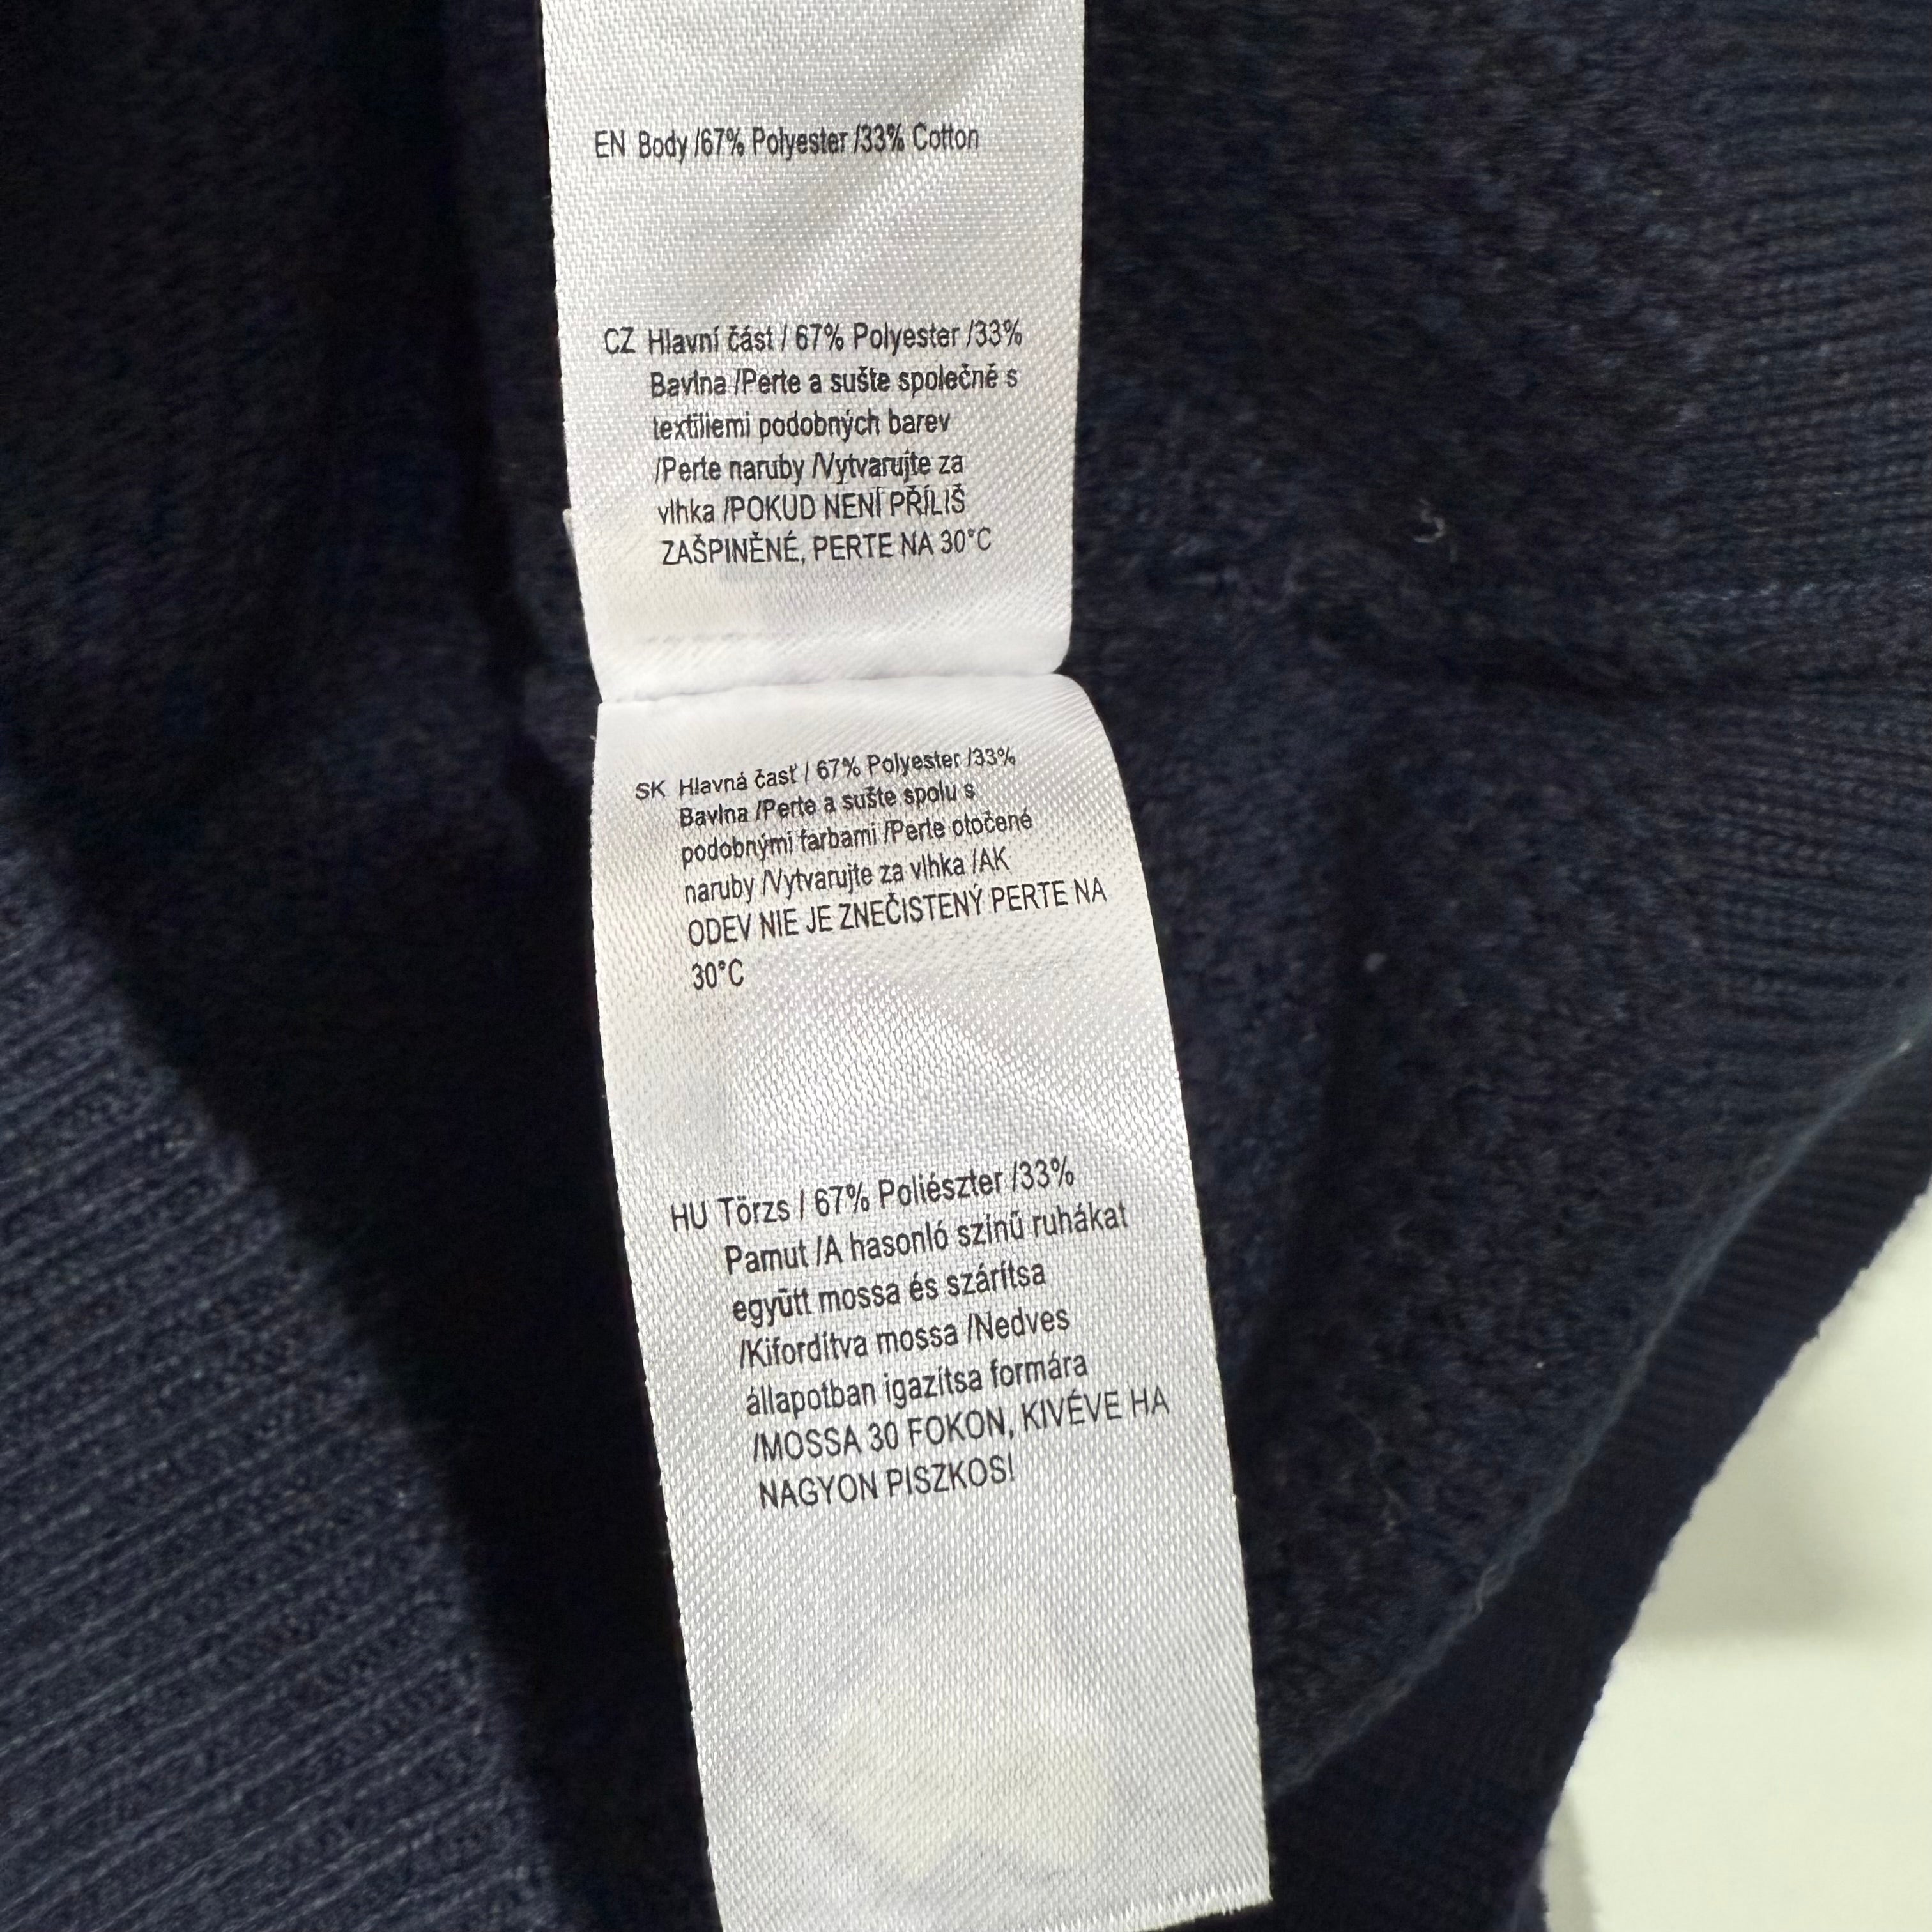 EN Body /67% Polyester /33% Cotton
CZ Hlavní část / 67% Polyester /33%
Bavlna /Perte a sušte společně s
textiliemi podobných barev
/Perte naruby /Vytvarujte za
vlhka /POKUD NENÍ PŘÍLIŠ
ZAŠPINĚNÉ, PERTE NA 30°C
SK Hlavná časť / 67% Polyester /33%
Bavlna /Perte a sušte spolu s
podobnými farbami /Perte otočené
naruby /Vytvarujte za vlhka /AK
ODEV NIE JE ZNEČISTENÝ PERTE NA
30°C
HU Törzs / 67% Poliészter /33%
Pamut /A hasonló színű ruhákat
együtt mossa és szárítsa
/Kifordítva mossa /Nedves
állapotban igazítsa formára
/MOSSA 30 FOKON, KIVÉVE HA
NAGYON PISZKOS!